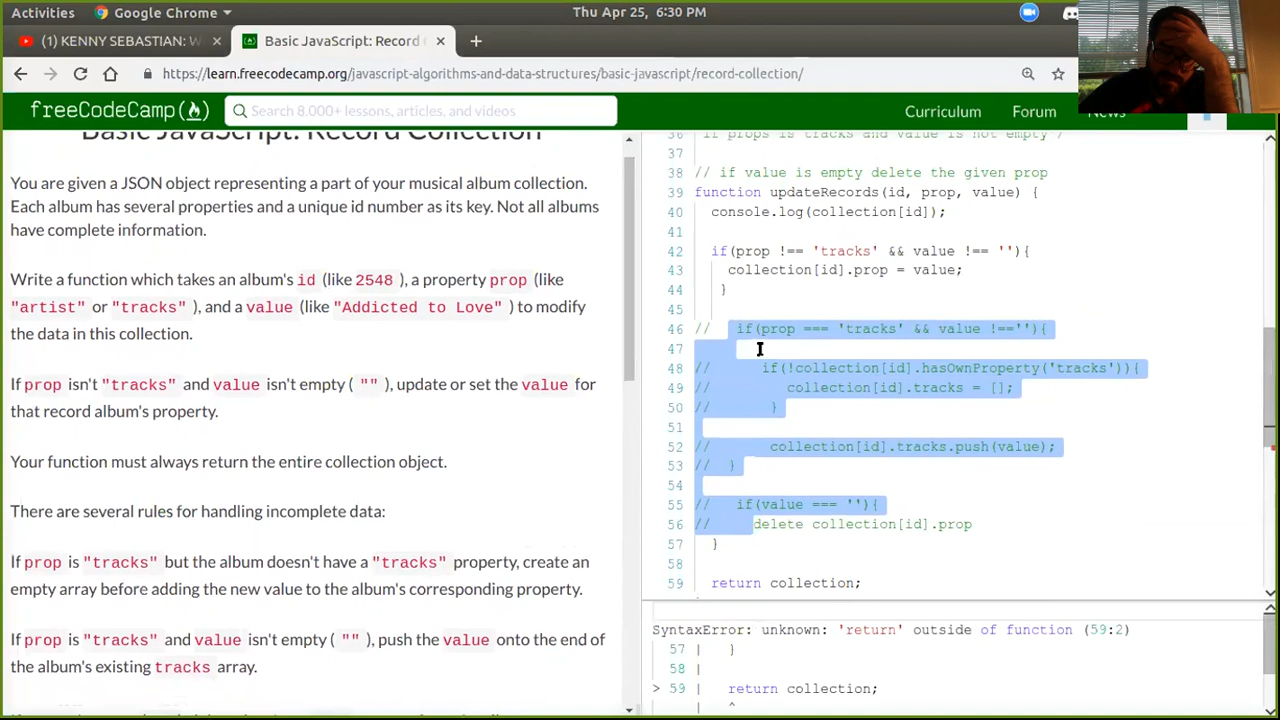 Activities
Google Chrome
Thu Apr 25, 6:30 PM
(1) KENNY SEBASTIAN: W
Basic JavaScript: Record
https://learn.freecodecamp.org/javascript-algorithms-and-data-structures/basic-javascript/record-collection/
freeCodeCamp
Search 8,000+ lessons, articles, and videos
Curriculum
Forum
News
Basic JavaScript: Record Collection
You are given a JSON object representing a part of your musical album collection.
Each album has several properties and a unique id number as its key. Not all albums
have complete information.
Write a function which takes an album's id (like 2548 ), a property prop (like
"artist" or "tracks" ), and a value (like "Addicted to Love" ) to modify
the data in this collection.
If prop isn't "tracks" and value isn't empty ( "" ), update or set the value for
that record album's property.
Your function must always return the entire collection object.
There are several rules for handling incomplete data:
If prop is "tracks" but the album doesn't have a "tracks" property, create an
empty array before adding the new value to the album's corresponding property.
If prop is "tracks" and value isn't empty ( "" ), push the value onto the end of
the album's existing tracks array.
36 if props is tracks and value is not empty*/
37
38 // if value is empty delete the given prop
39 function updateRecords(id, prop, value) {
40 console.log(collection[id]);
41
42 if(prop !== 'tracks' && value !== ''){
43 collection[id].prop = value;
44 }
45
46 // if(prop === 'tracks' && value !==''){
47
48 // if(!collection[id].hasOwnProperty('tracks')){
49 // collection[id].tracks = [];
50 // }
51
52 // collection[id].tracks.push(value);
53 // }
54
55 // if(value === ''){
56 // delete collection[id].prop
57 }
58
59 return collection;
SyntaxError: unknown: 'return' outside of function (59:2)
57 | }
58 |
> 59 | return collection;
| ^